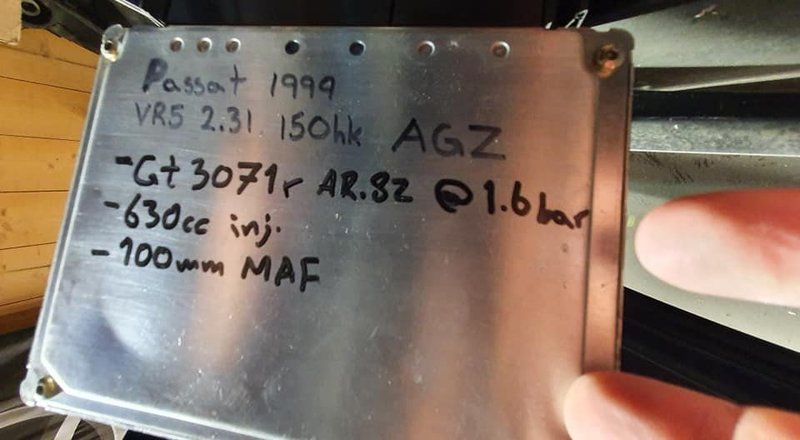 Passat 1999
VR5 2.3l 150hk AGZ
-Gt3071r AR.82 @ 1.6bar
-630cc inj.
-100mm MAF